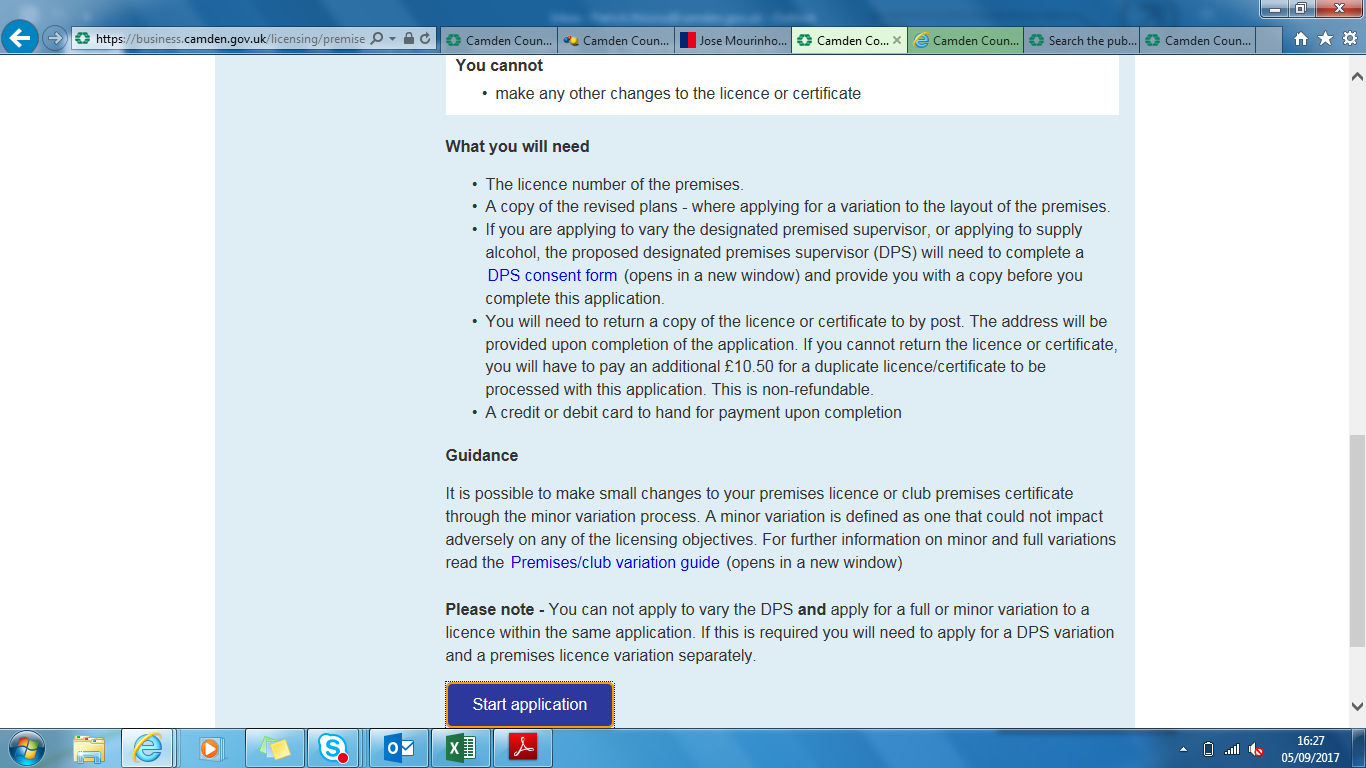 https://business.camden.gov.uk/licensing/premise
Camden Coun...
Camden Coun...
Jose Mourinho...
Camden Co...
Camden Coun...
Search the pub...
Camden Coun...
You cannot
• make any other changes to the licence or certificate
What you will need
• The licence number of the premises.
• A copy of the revised plans - where applying for a variation to the layout of the premises.
• If you are applying to vary the designated premised supervisor, or applying to supply
alcohol, the proposed designated premises supervisor (DPS) will need to complete a
DPS consent form (opens in a new window) and provide you with a copy before you
complete this application.
• You will need to return a copy of the licence or certificate to by post. The address will be
provided upon completion of the application. If you cannot return the licence or certificate,
you will have to pay an additional £10.50 for a duplicate licence/certificate to be
processed with this application. This is non-refundable.
• A credit or debit card to hand for payment upon completion
Guidance
It is possible to make small changes to your premises licence or club premises certificate
through the minor variation process. A minor variation is defined as one that could not impact
adversely on any of the licensing objectives. For further information on minor and full variations
read the Premises/club variation guide (opens in a new window)
Please note - You can not apply to vary the DPS and apply for a full or minor variation to a
licence within the same application. If this is required you will need to apply for a DPS variation
and a premises licence variation separately.
Start application
16:27
05/09/2017